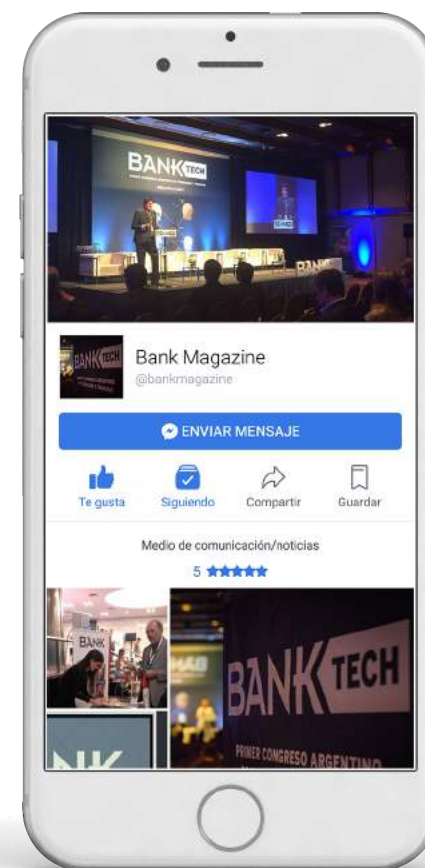 BANK TECH
BANK TECH
Bank Magazine
@bankmagazine
ENVIAR MENSAJE
Te gusta
Siguiendo
Compartir
Guardar
Medio de comunicación/noticias
5
BANK
BANK TECH
PRIMER CONGRESO ARGENTINO